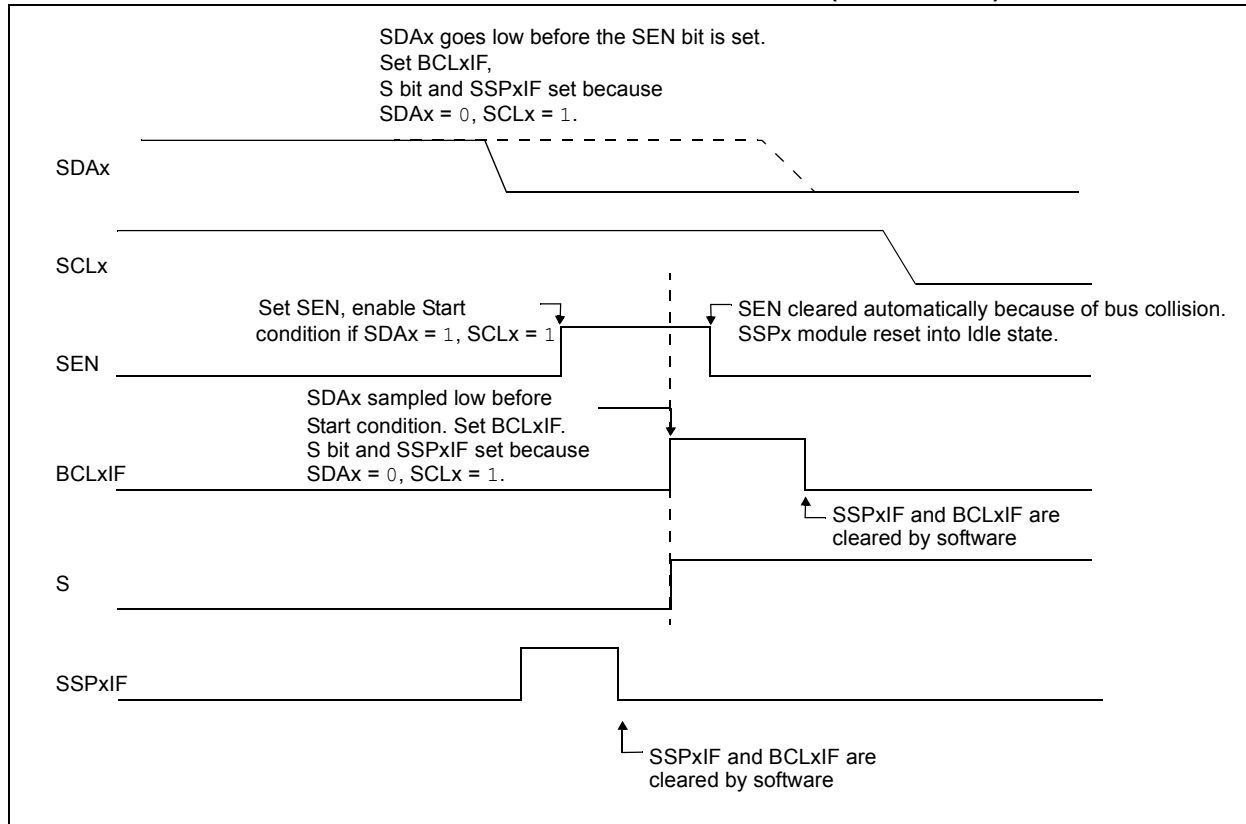 SDAx goes low before the SEN bit is set.
Set BCLxIF,
S bit and SSPxIF set because
SDAx = 0, SCLx = 1.
SDAx
SCLx
Set SEN, enable Start
condition if SDAx = 1, SCLx = 1
SEN cleared automatically because of bus collision.
SSPx module reset into Idle state.
SEN
SDAx sampled low before
Start condition. Set BCLxIF.
S bit and SSPxIF set because
SDAx = 0, SCLx = 1.
BCLxIF
SSPxIF and BCLxIF are
cleared by software
S
SSPxIF
SSPxIF and BCLxIF are
cleared by software